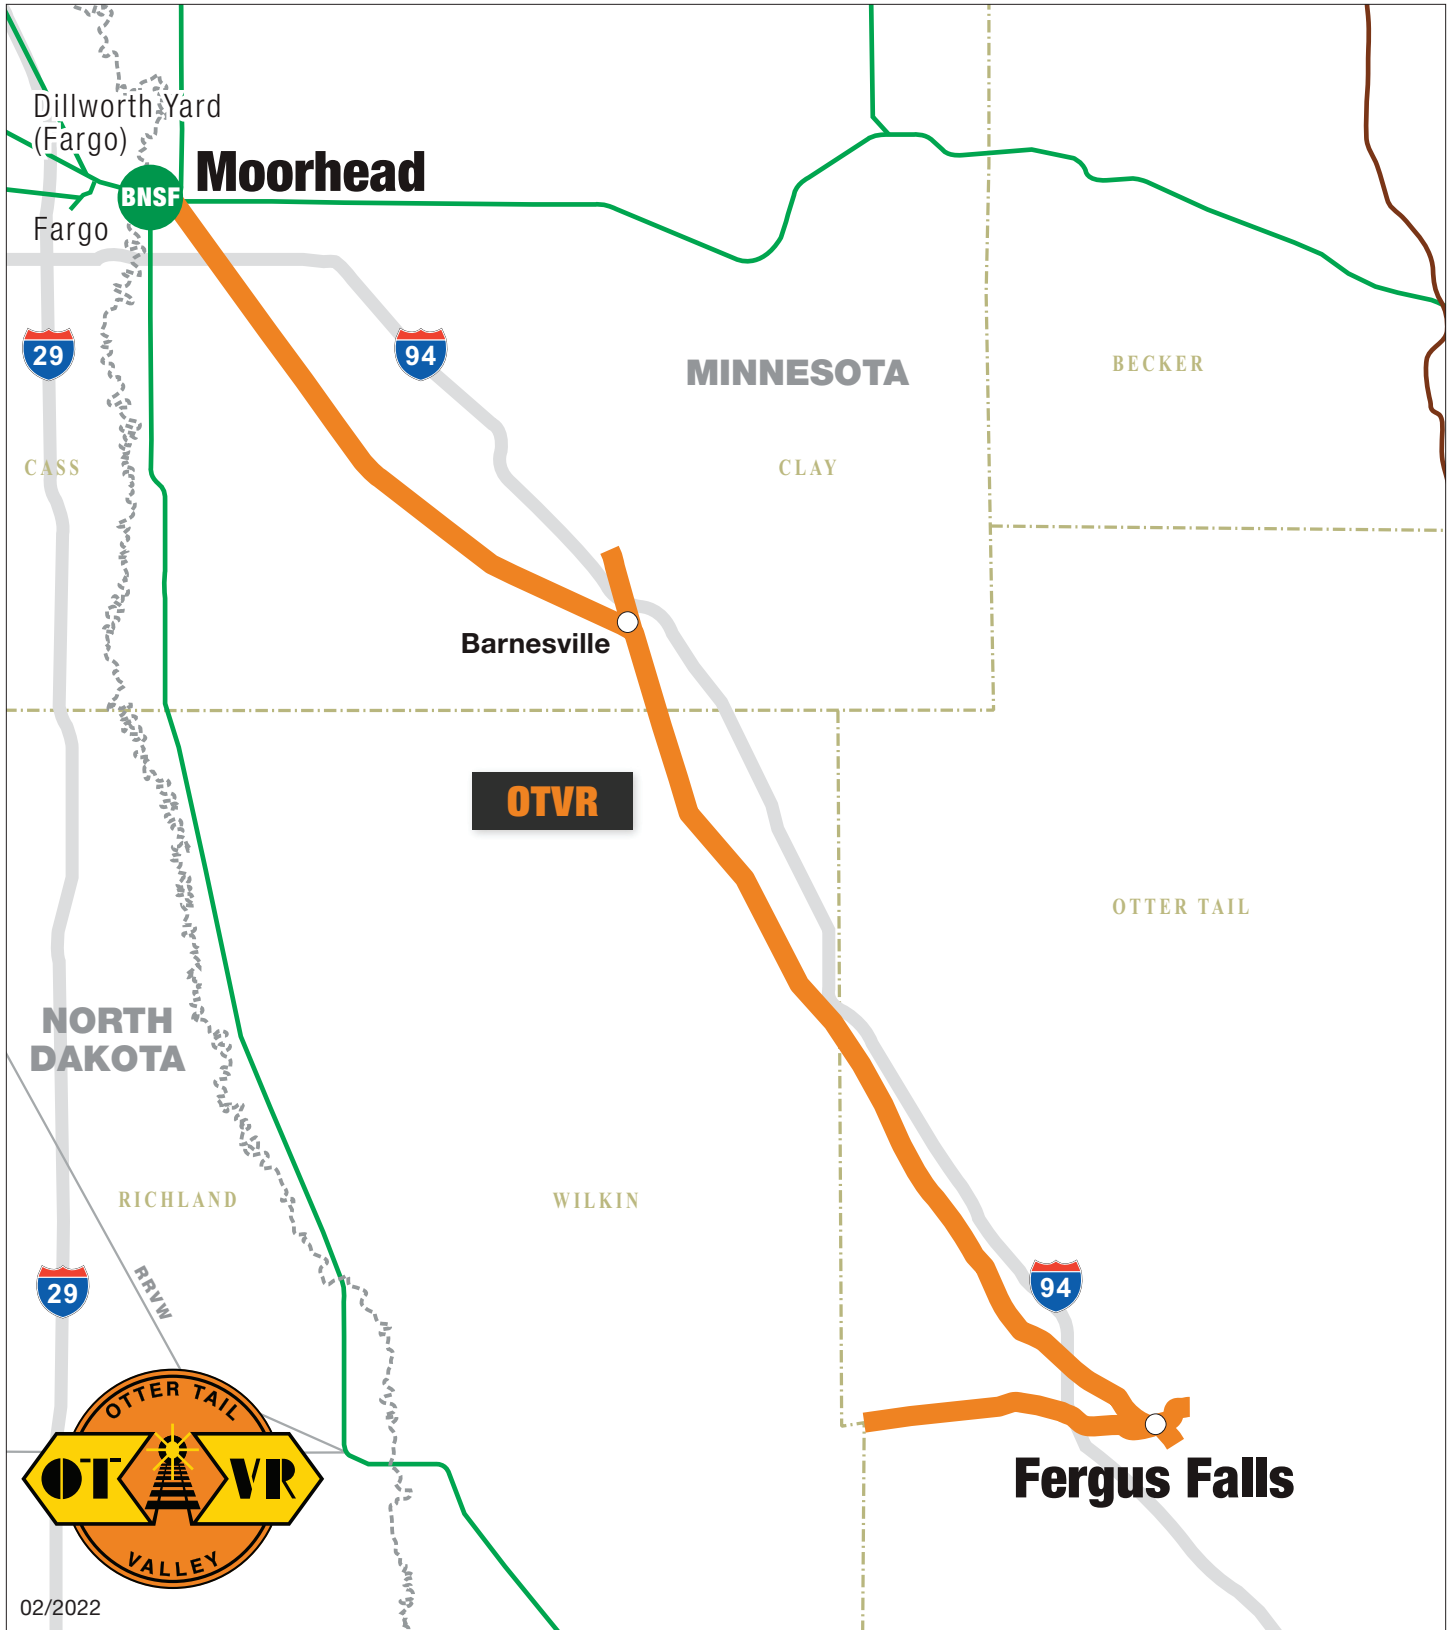 Dillworth Yard
(Fargo)
Moorhead
BNSF
Fargo
29
94
MINNESOTA
BECKER
CASS
CLAY
Barnesville
OTVR
OTTER TAIL
NORTH
DAKOTA
RICHLAND
WILKIN
RRVW
29
94
OTTER TAIL
OT VR
VALLEY
Fergus Falls
02/2022